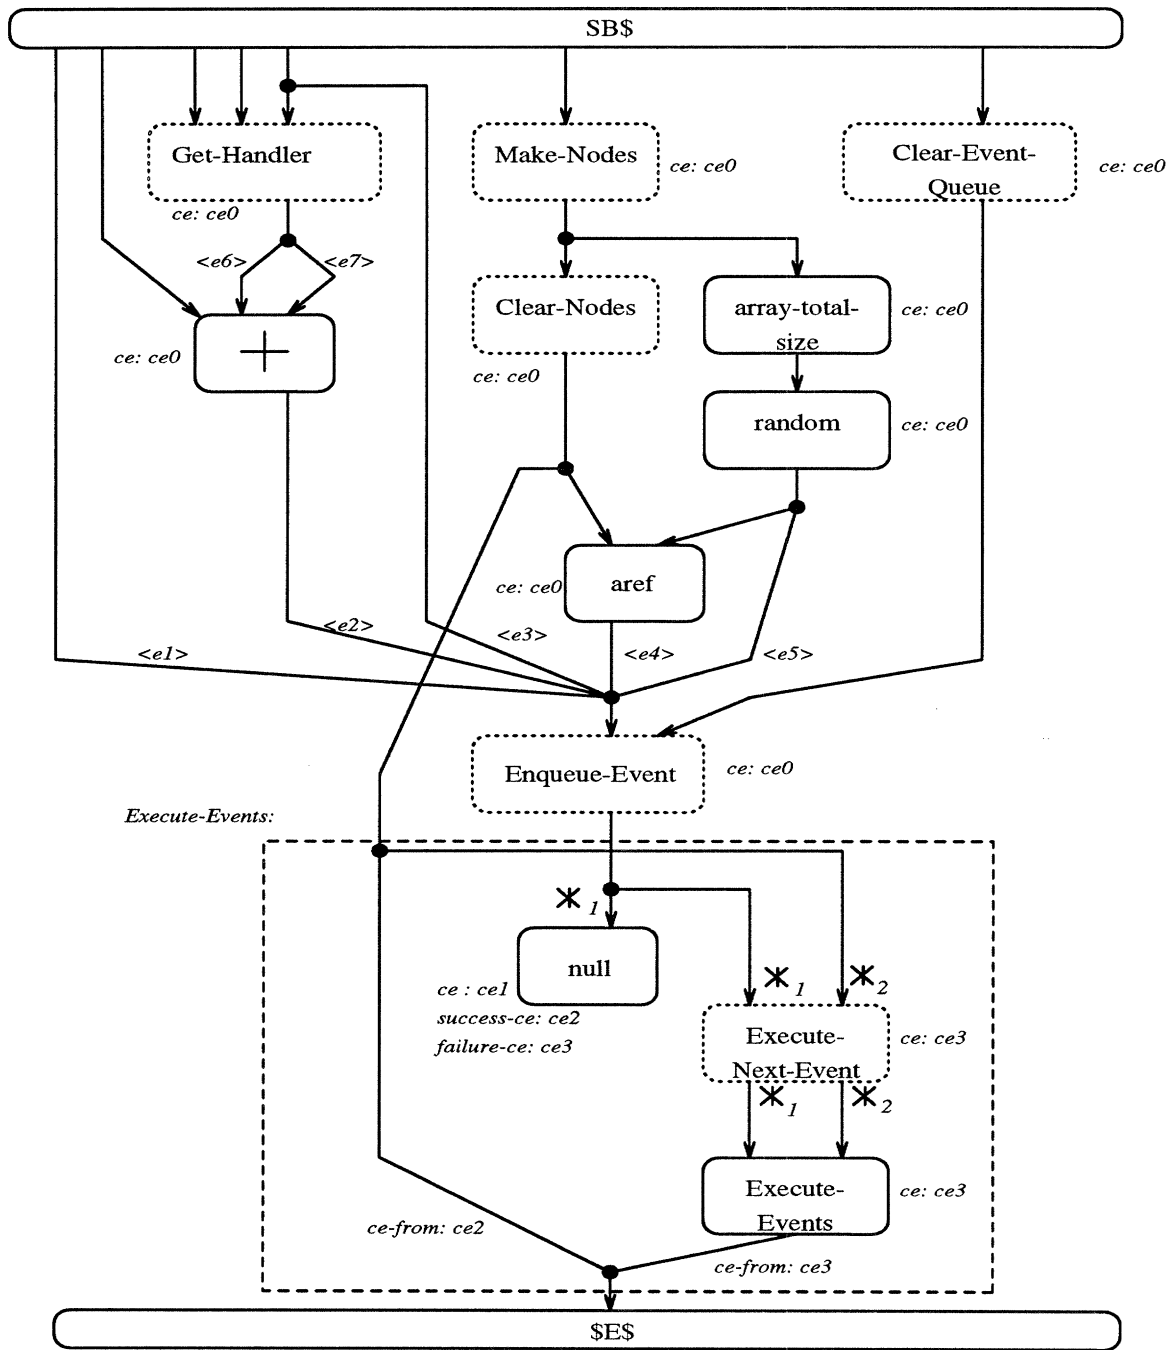 SB$
Get-Handler
Make-Nodes
ce: ce0
Clear-Event-
Queue
ce: ce0
ce: ce0
<e6>
<e7>
Clear-Nodes
array-total-
size
ce: ce0
+
ce: ce0
ce: ce0
random
ce: ce0
aref
ce: ce0
<e1>
<e2>
<e3>
<e4>
<e5>
Enqueue-Event
ce: ce0
Execute-Events:
* 1
null
ce : ce1
success-ce: ce2
failure-ce: ce3
* 1
* 2
Execute-
Next-Event
ce: ce3
* 1
* 2
Execute-
Events
ce: ce3
ce-from: ce2
ce-from: ce3
$E$